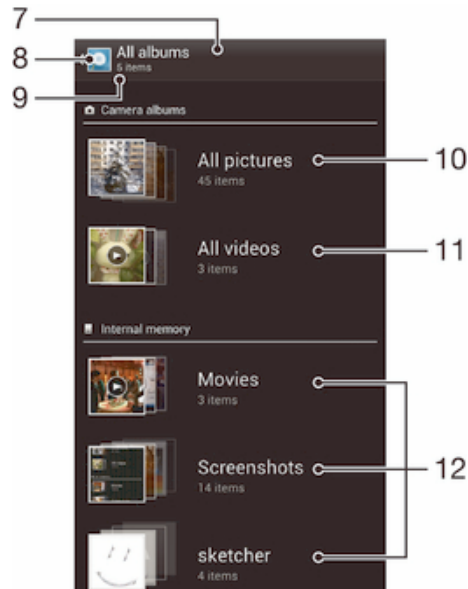 7
All albums
8
5 items
9
Camera albums
All pictures
10
45 items
All videos
11
3 items
Internal memory
Movies
3 items
Screenshots
12
14 items
sketcher
4 items